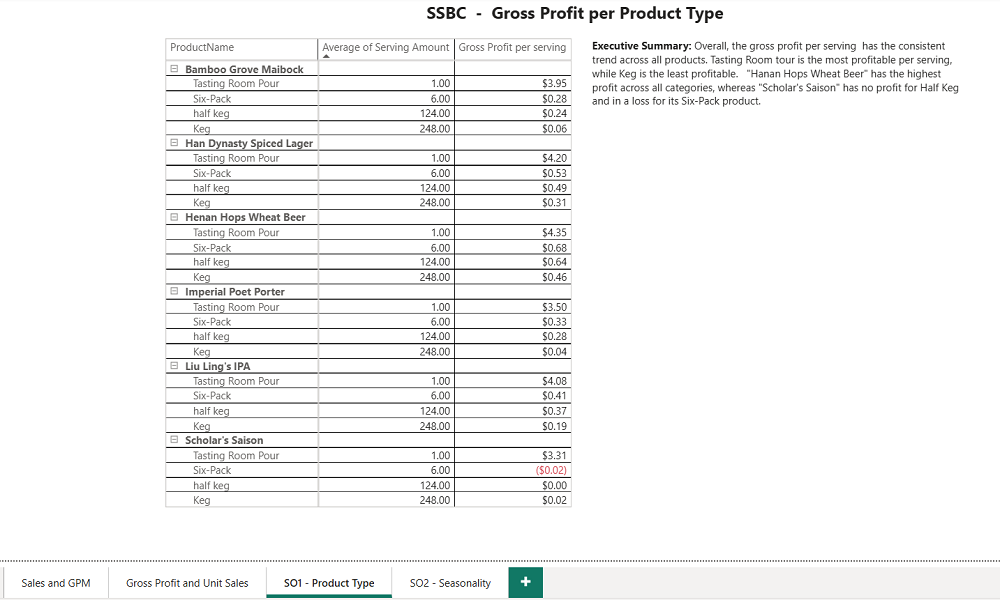 SSBC - Gross Profit per Product Type
ProductName Average of Serving Amount Gross Profit per serving
Bamboo Grove Maibock
Tasting Room Pour 1.00 $3.95
Six-Pack 6.00 $0.28
half keg 124.00 $0.24
Keg 248.00 $0.06
Han Dynasty Spiced Lager
Tasting Room Pour 1.00 $4.20
Six-Pack 6.00 $0.53
half keg 124.00 $0.49
Keg 248.00 $0.31
Henan Hops Wheat Beer
Tasting Room Pour 1.00 $4.35
Six-Pack 6.00 $0.68
half keg 124.00 $0.64
Keg 248.00 $0.46
Imperial Poet Porter
Tasting Room Pour 1.00 $3.50
Six-Pack 6.00 $0.33
half keg 124.00 $0.28
Keg 248.00 $0.04
Liu Ling's IPA
Tasting Room Pour 1.00 $4.08
Six-Pack 6.00 $0.41
half keg 124.00 $0.37
Keg 248.00 $0.19
Scholar's Saison
Tasting Room Pour 1.00 $3.31
Six-Pack 6.00 ($0.02)
half keg 124.00 $0.00
Keg 248.00 $0.02
Executive Summary: Overall, the gross profit per serving has the consistent
trend across all products. Tasting Room tour is the most profitable per serving,
while Keg is the least profitable. "Hanan Hops Wheat Beer" has the highest
profit across all categories, whereas "Scholar's Saison" has no profit for Half Keg
and in a loss for its Six-Pack product.
Sales and GPM Gross Profit and Unit Sales SO1 - Product Type SO2 - Seasonality +